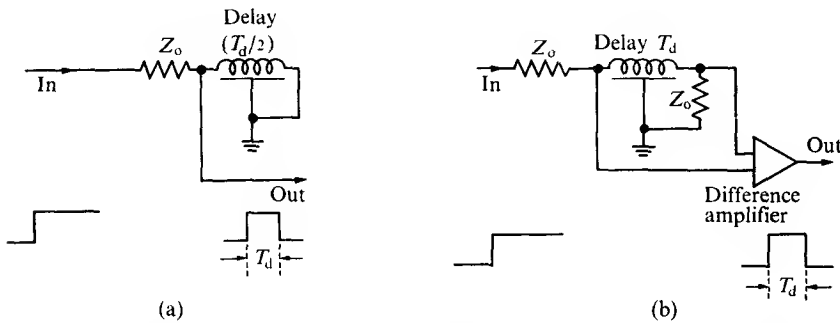 Delay
(T_d/2)
Z_o
In
Out
T_d
(a)
Delay T_d
Z_o
In
Z_o
Out
Difference
amplifier
T_d
(b)